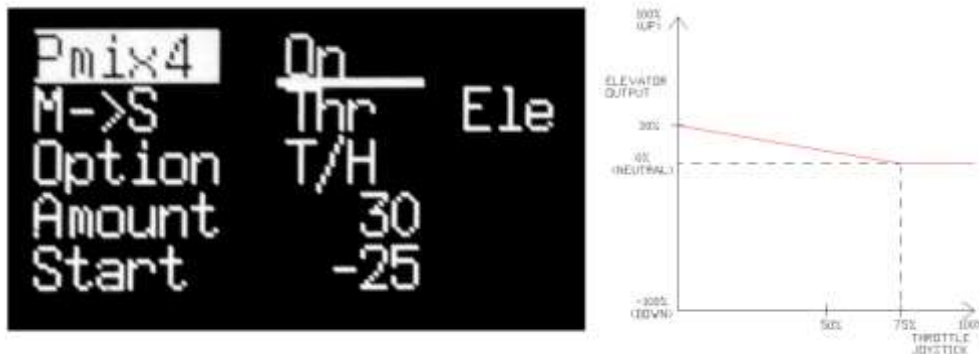 Pmix4 On
M->S Thr Ele
Option T/H
Amount 30
Start -25
100%
(UP)
ELEVATOR
OUTPUT
30%
0%
(NEUTRAL)
-100%
(DOWN)
50% 75% 100%
THROTTLE
JOYSTICK